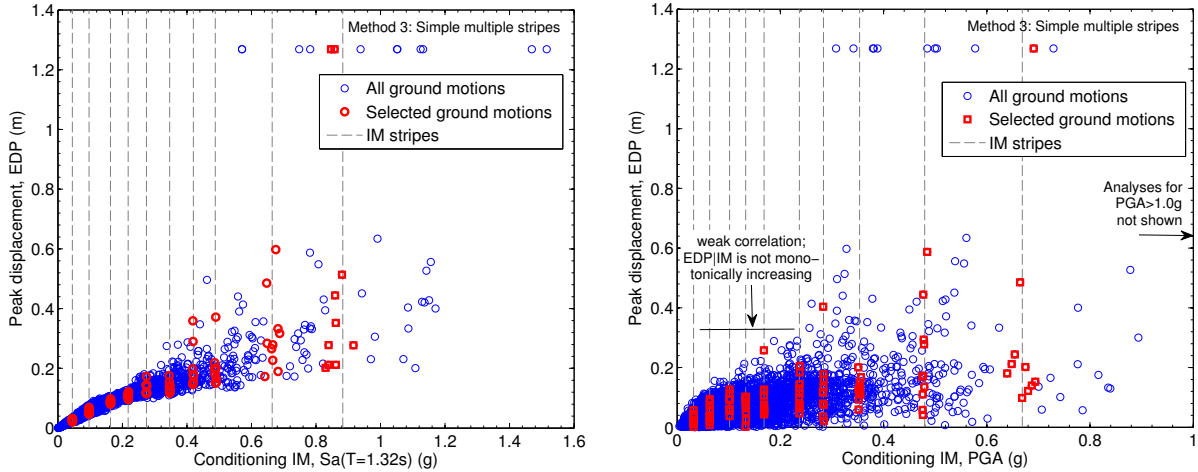 Method 3: Simple multiple stripes
All ground motions
Selected ground motions
IM stripes
Peak displacement, EDP (m)
1.4
1.2
1
0.8
0.6
0.4
0.2
0
0
0.2
0.4
0.6
0.8
1
1.2
1.4
1.6
Conditioning IM, Sa(T=1.32s) (g)
Method 3: Simple multiple stripes
All ground motions
Selected ground motions
IM stripes
Analyses for
PGA>1.0g
not shown
weak correlation;
EDP|IM is not mono-
tonically increasing
Peak displacement, EDP (m)
1.4
1.2
1
0.8
0.6
0.4
0.2
0
0
0.2
0.4
0.6
0.8
1
Conditioning IM, PGA (g)